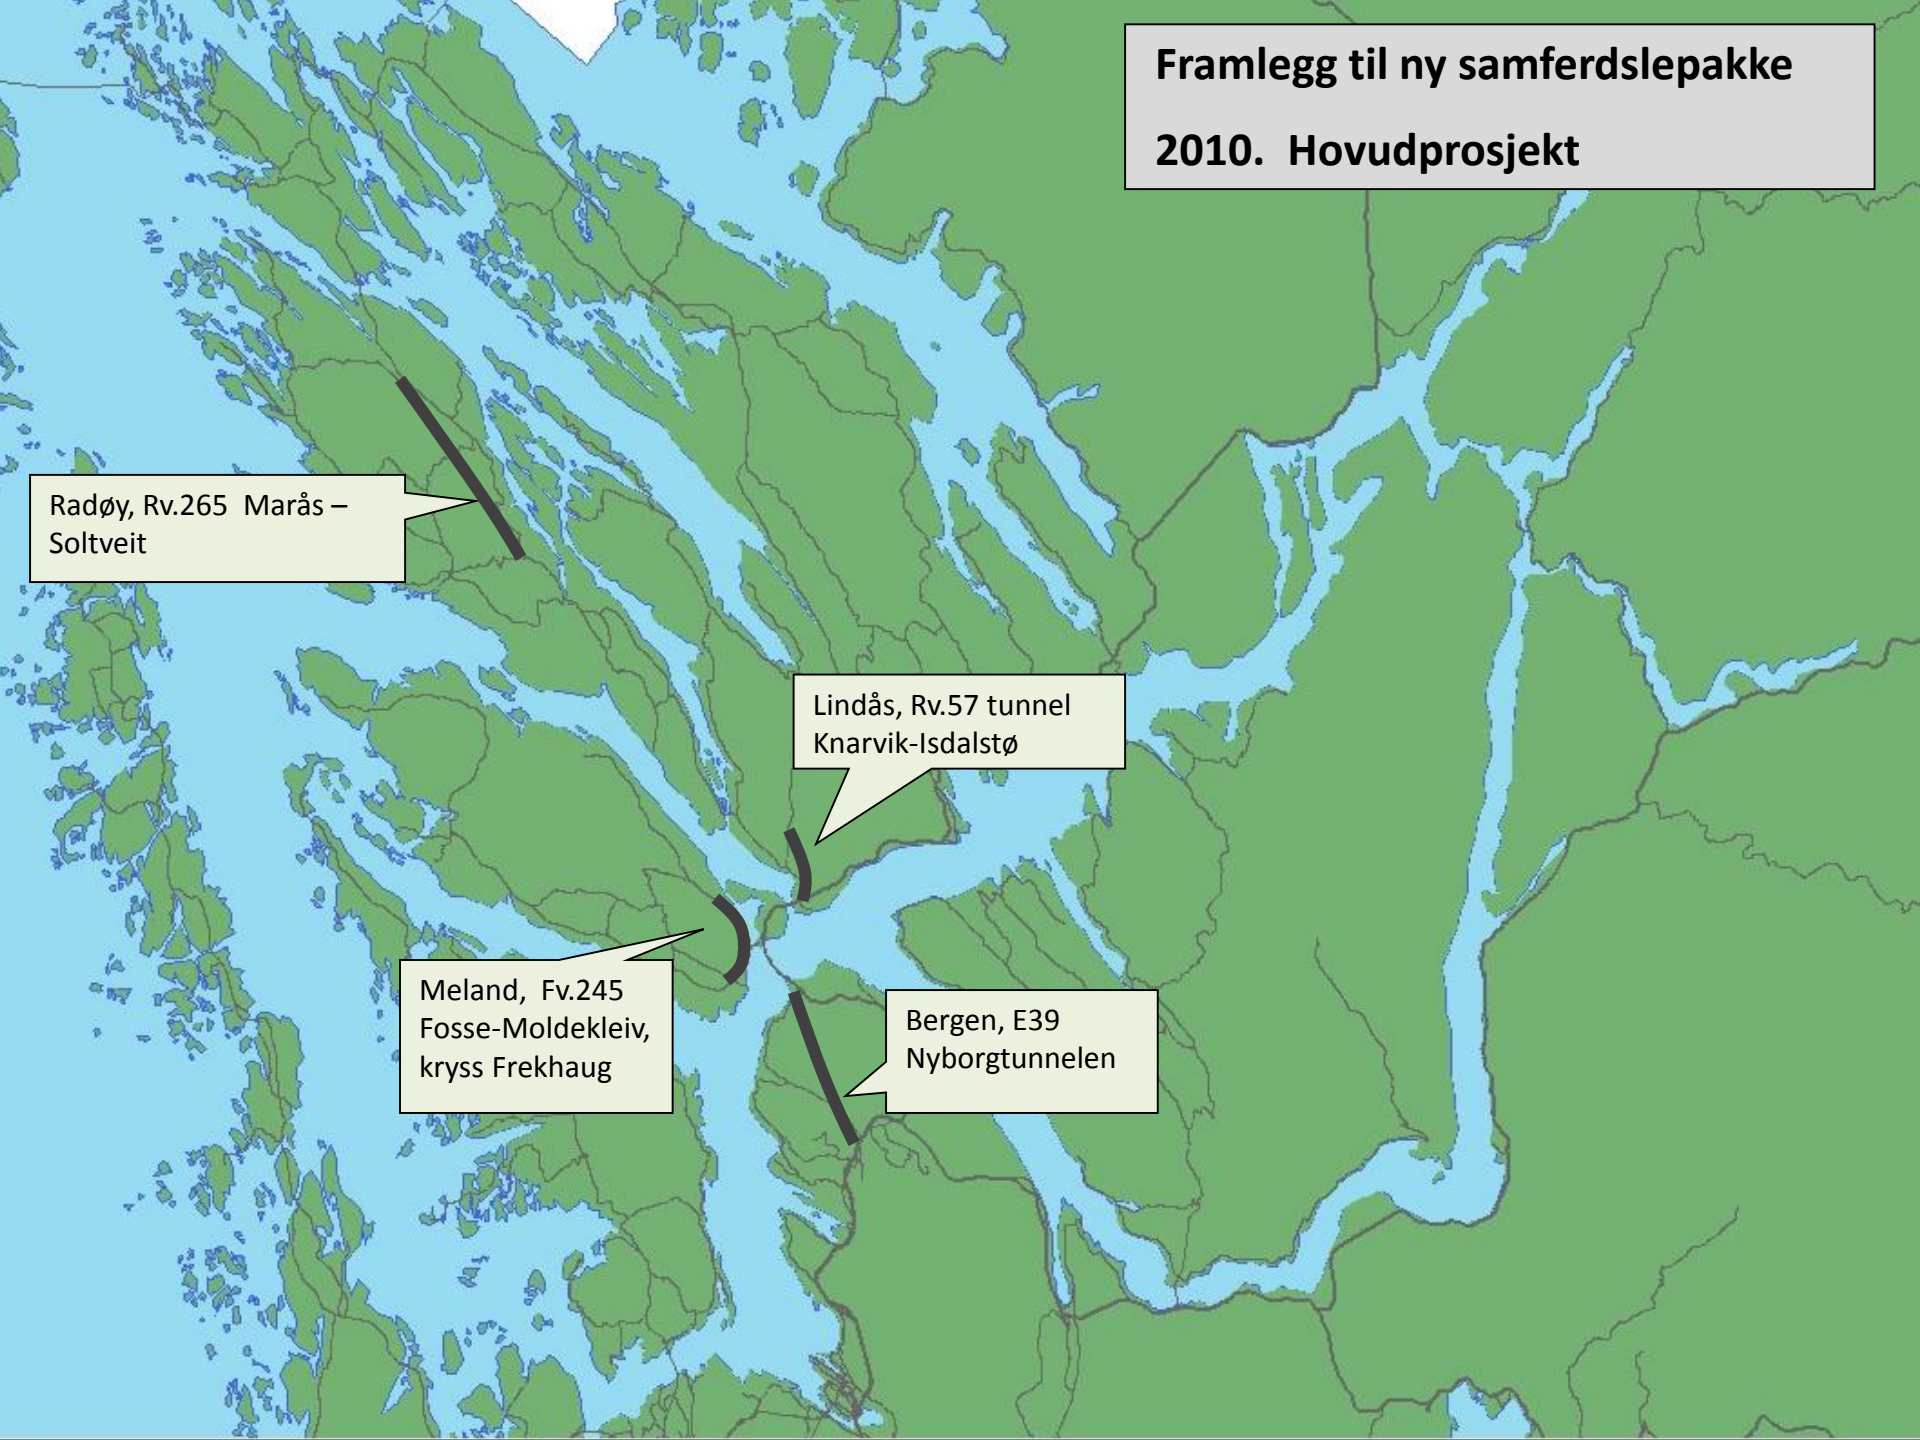 Framlegg til ny samferdslepakke
2010.  Hovudprosjekt
Radøy, Rv.265  Marås –
Soltveit
Lindås, Rv.57 tunnel
Knarvik-Isdalstø
Meland,  Fv.245
Fosse-Moldekleiv,
kryss Frekhaug
Bergen, E39
Nyborgtunnelen